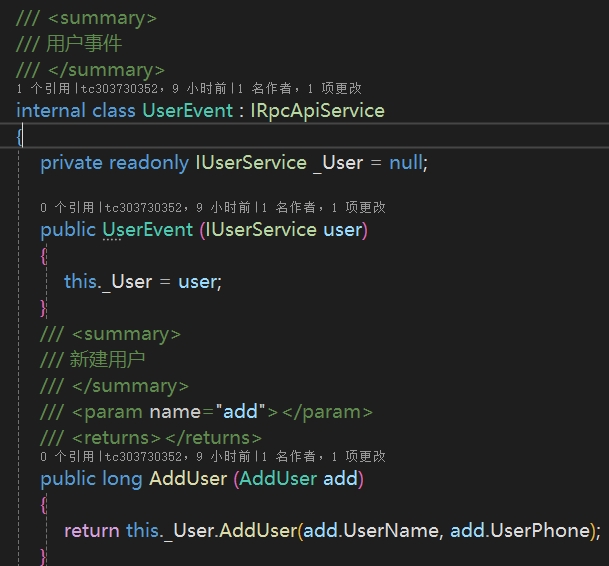 /// <summary>
/// 用户事件
/// </summary>
1 个引用|tc303730352，9 小时前|1 名作者，1 项更改
internal class UserEvent : IRpcApiService
{
private readonly IUserService _User = null;
0 个引用|tc303730352，9 小时前|1 名作者，1 项更改
public UserEvent (IUserService user)
{
this._User = user;
}
/// <summary>
/// 新建用户
/// </summary>
/// <param name="add"></param>
/// <returns></returns>
0 个引用|tc303730352，9 小时前|1 名作者，1 项更改
public long AddUser (AddUser add)
{
return this._User.AddUser(add.UserName, add.UserPhone);
}